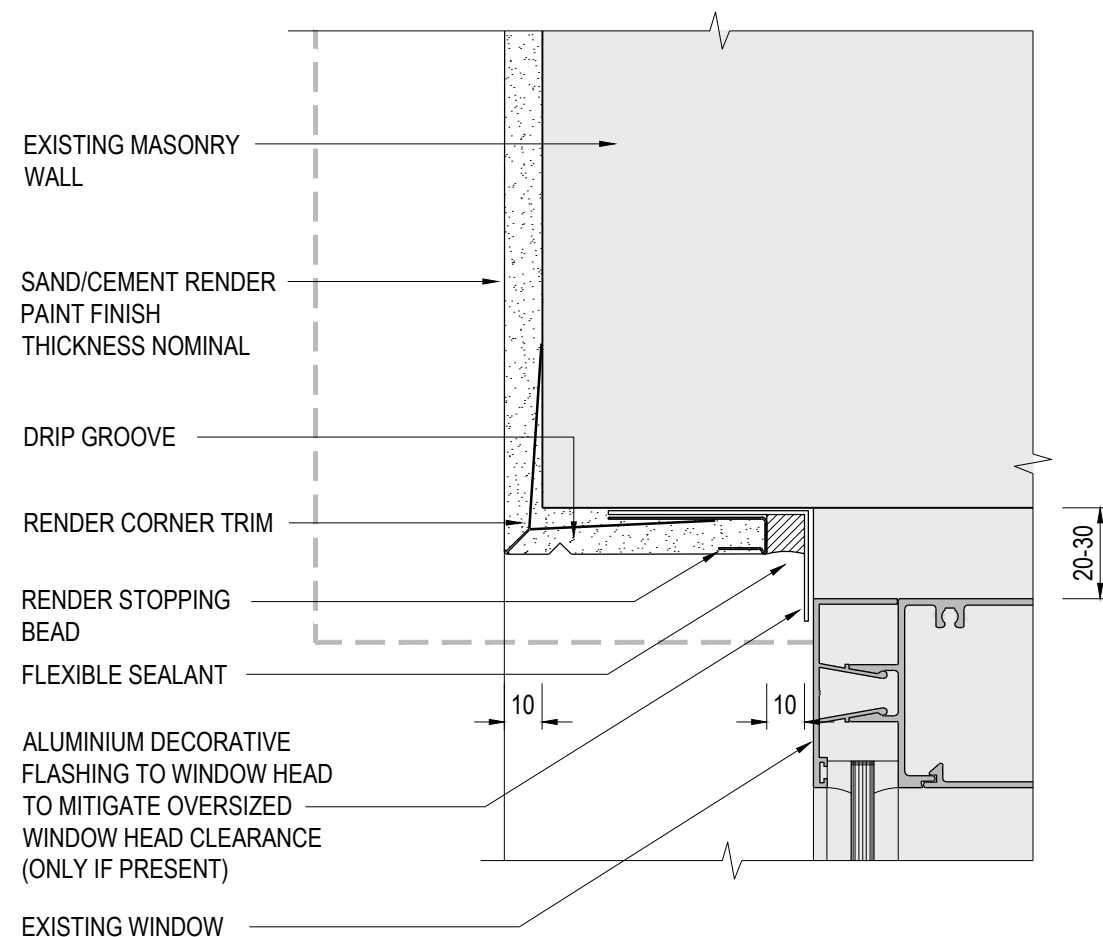 EXISTING MASONRY
WALL
SAND/CEMENT RENDER
PAINT FINISH
THICKNESS NOMINAL
DRIP GROOVE
RENDER CORNER TRIM
20-30
RENDER STOPPING
BEAD
FLEXIBLE SEALANT
10
10
ALUMINIUM DECORATIVE
FLASHING TO WINDOW HEAD
TO MITIGATE OVERSIZED
WINDOW HEAD CLEARANCE
(ONLY IF PRESENT)
EXISTING WINDOW